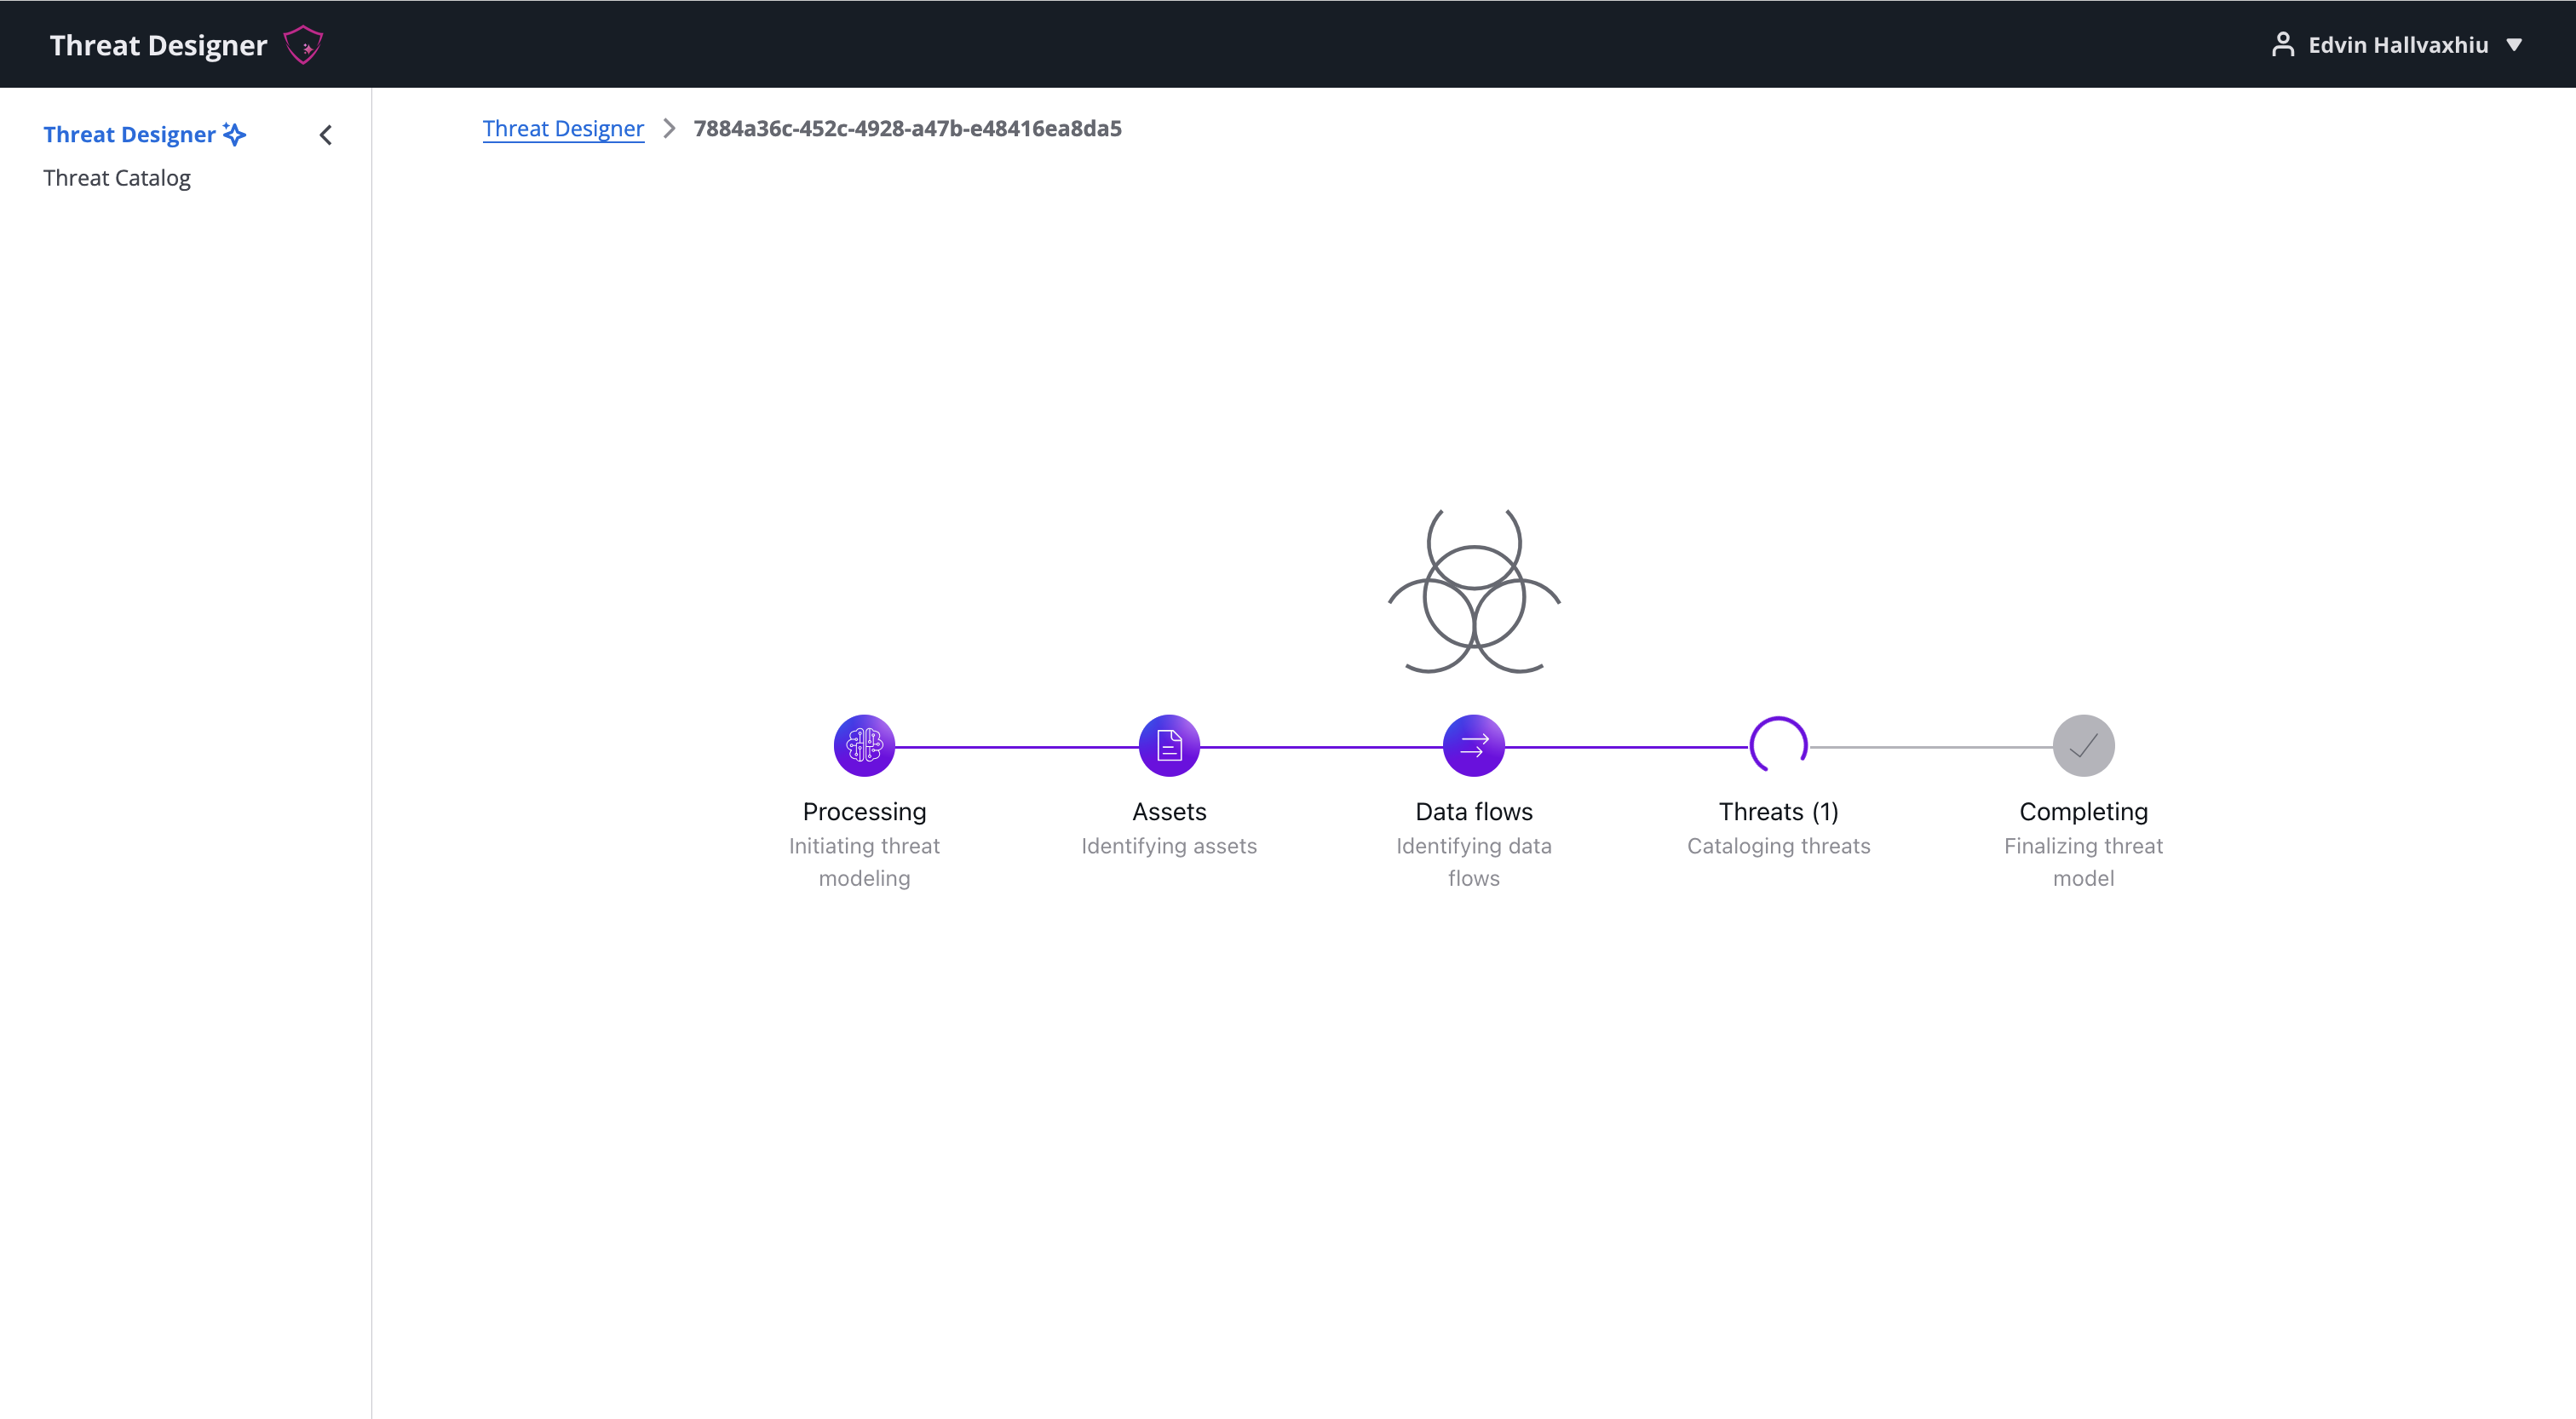 Threat Designer
Edvin Hallvaxhiu
Threat Designer
Threat Catalog
Threat Designer
7884a36c-452c-4928-a47b-e48416ea8da5
Processing
Initiating threat
modeling
Assets
Identifying assets
Data flows
Identifying data
flows
Threats (1)
Cataloging threats
Completing
Finalizing threat
model